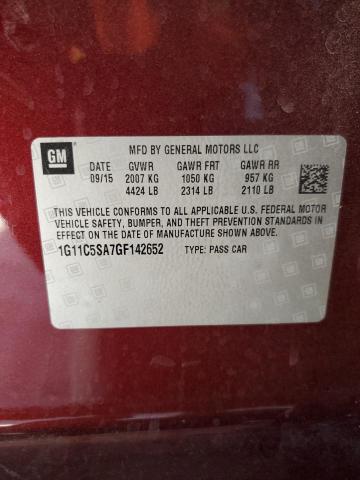 GM
MFD BY GENERAL MOTORS LLC
DATE GVWR GAWR FRT GAWR RR
09/15 2007 KG 1050 KG 957 KG
4424 LB 2314 LB 2110 LB
THIS VEHICLE CONFORMS TO ALL APPLICABLE U.S. FEDERAL MOTOR
VEHICLE SAFETY, BUMPER, AND THEFT PREVENTION STANDARDS IN
EFFECT ON THE DATE OF MANUFACTURE SHOWN ABOVE.
1G11C5SA7GF142652 TYPE: PASS CAR